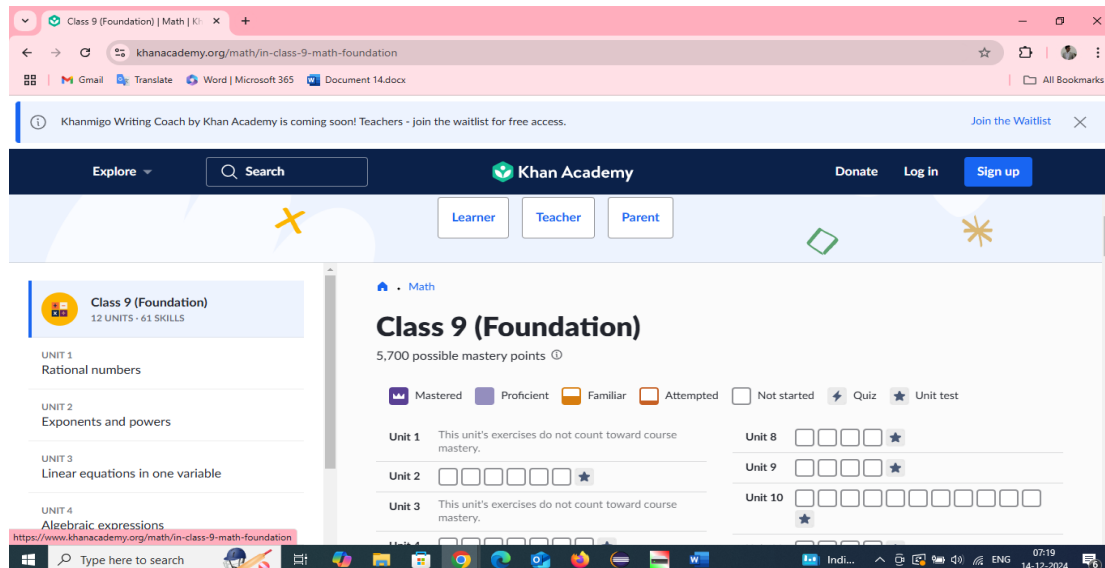 Class 9 (Foundation) | Math | Kh
khanacademy.org/math/in-class-9-math-foundation
Gmail Translate Word | Microsoft 365 Document 14.docx All Bookmarks
Khanmigo Writing Coach by Khan Academy is coming soon! Teachers - join the waitlist for free access. Join the Waitlist
Explore Search Khan Academy Donate Log in Sign up
Learner Teacher Parent
Class 9 (Foundation)
12 UNITS · 61 SKILLS
UNIT 1
Rational numbers
UNIT 2
Exponents and powers
UNIT 3
Linear equations in one variable
UNIT 4
Algebraic expressions
Math
Class 9 (Foundation)
5,700 possible mastery points
Mastered Proficient Familiar Attempted Not started Quiz Unit test
Unit 1 This unit's exercises do not count toward course
mastery.
Unit 2
Unit 3 This unit's exercises do not count toward course
mastery.
Unit 4
Unit 8
Unit 9
Unit 10
https://www.khanacademy.org/math/in-class-9-math-foundation
Type here to search Indi... ENG 07:19
14-12-2024